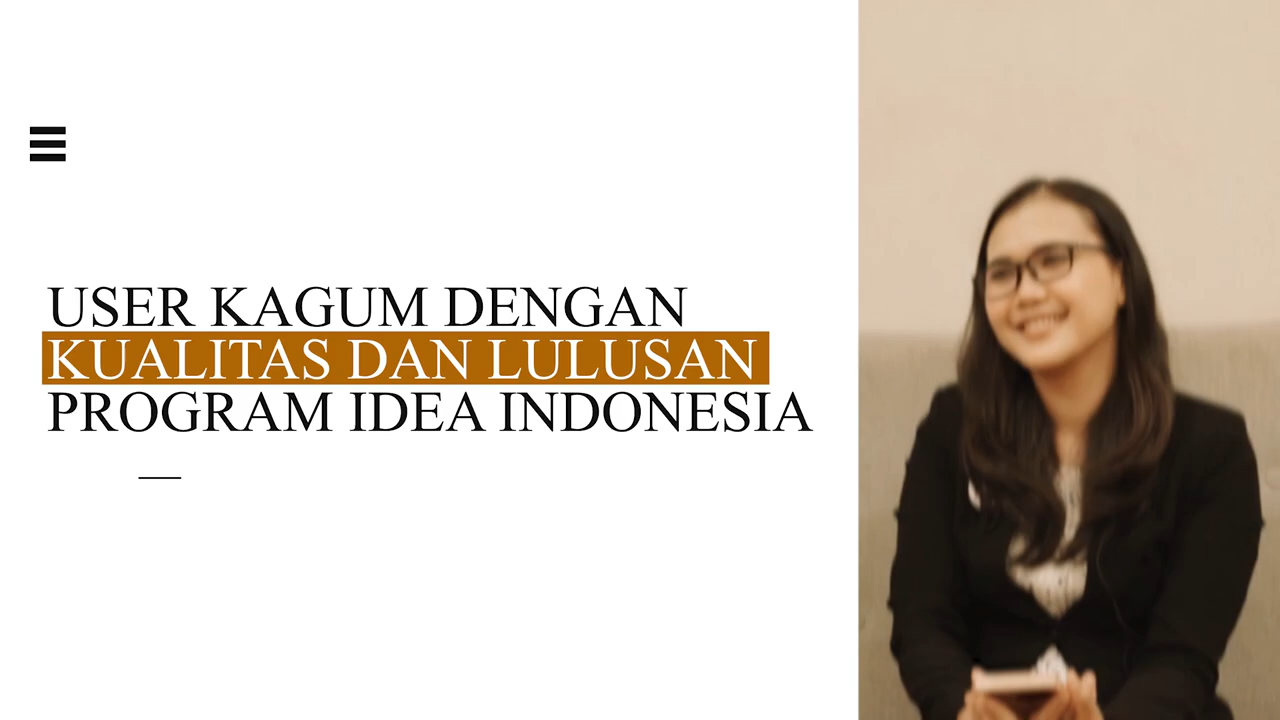 USER KAGUM DENGAN
KUALITAS DAN LULUSAN
PROGRAM IDEA INDONESIA